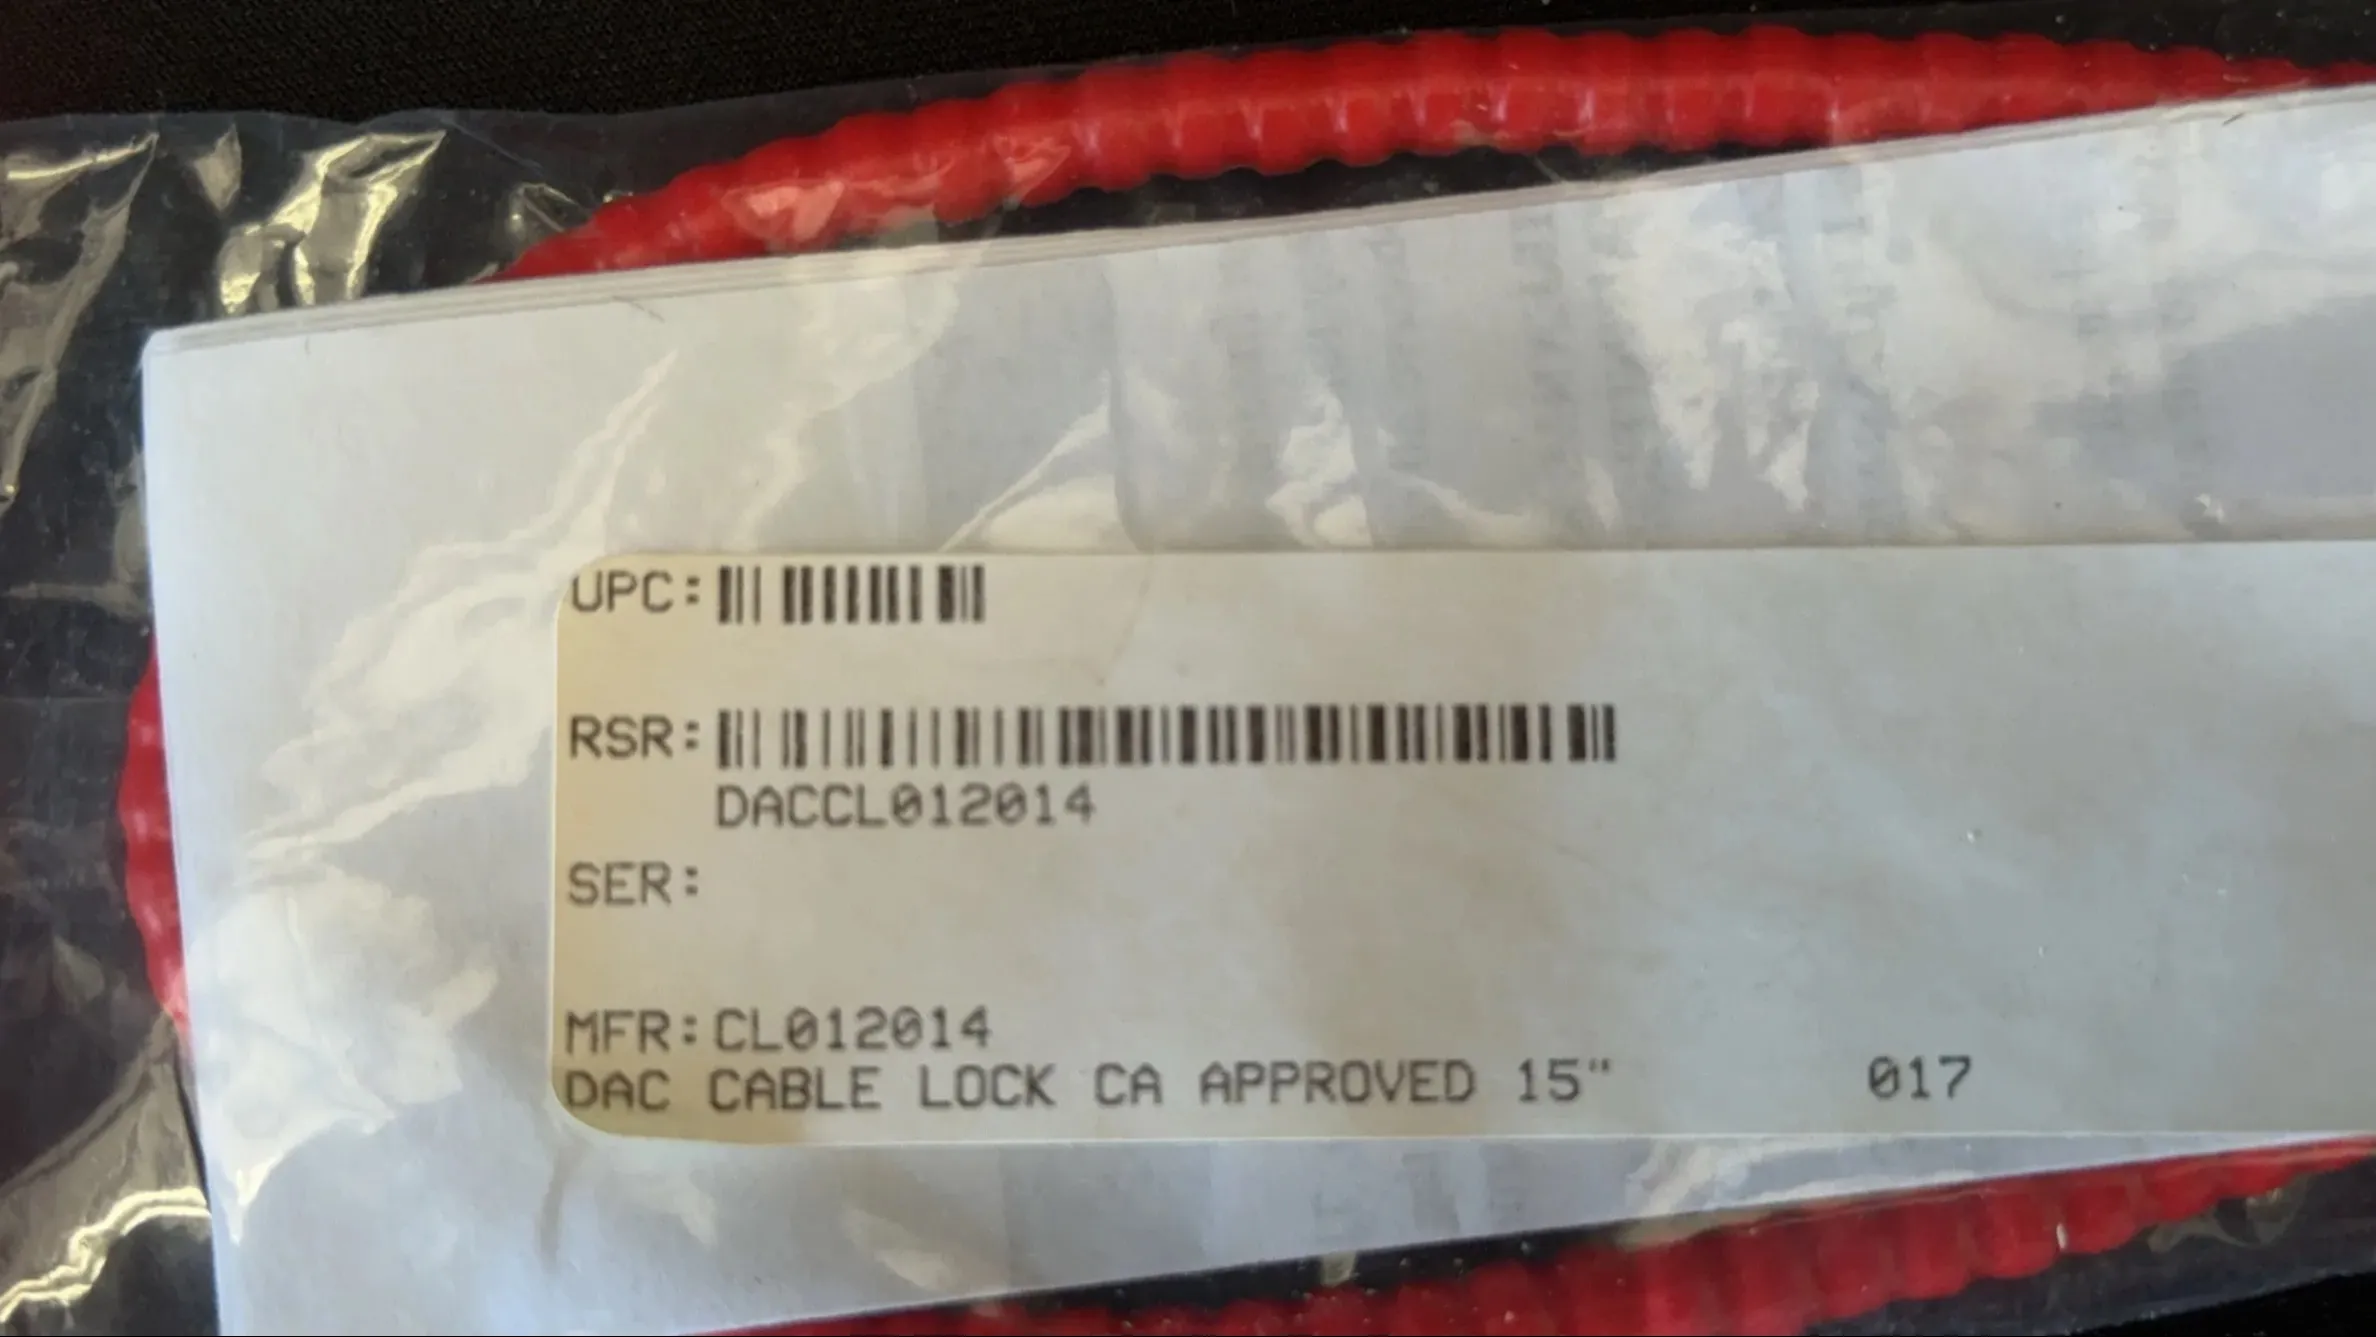 UPC:
RSR:
DACCL012014
SER:
MFR:CL012014
DAC CABLE LOCK CA APPROVED 15" 017